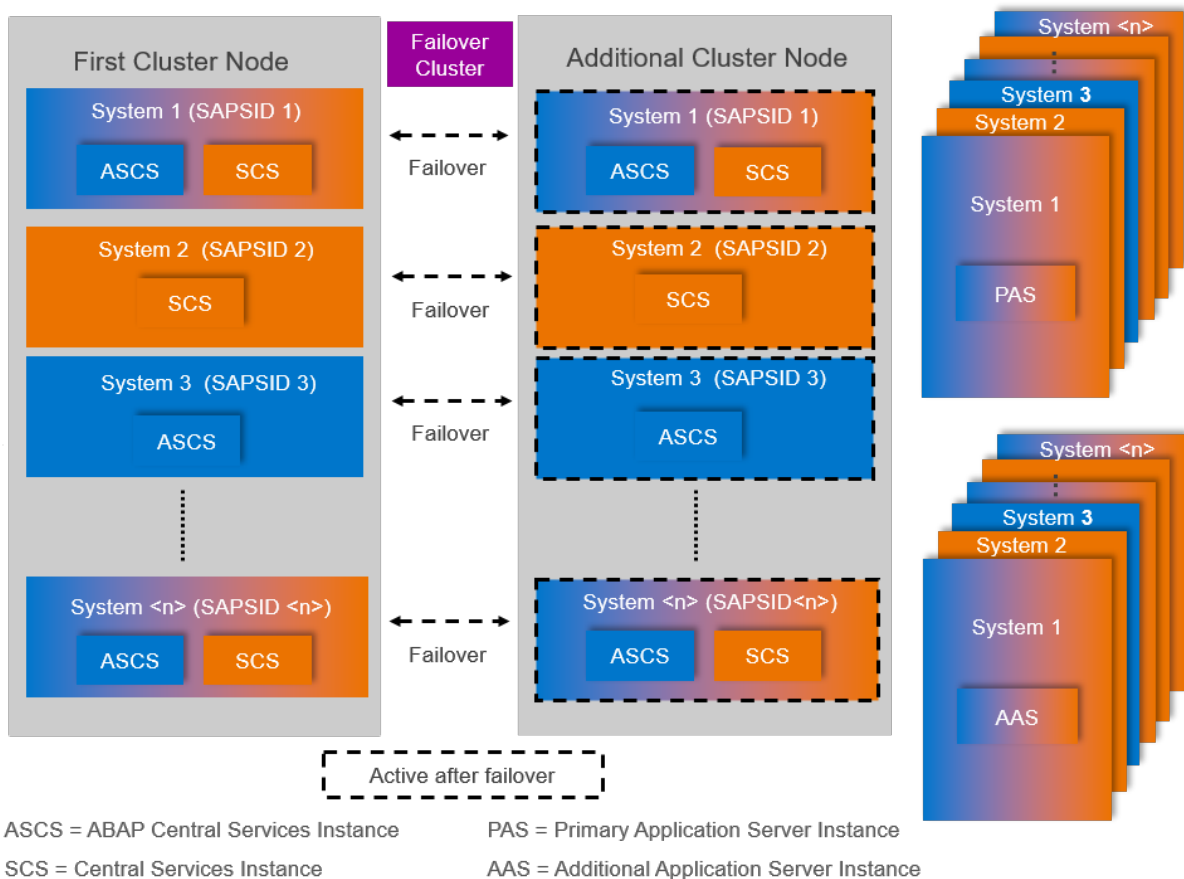 First Cluster Node
System 1 (SAPSID 1)
ASCS
SCS
System 2 (SAPSID 2)
SCS
System 3 (SAPSID 3)
ASCS
System <n> (SAPSID <n>)
ASCS
SCS
Failover
Cluster
Failover
Failover
Failover
Failover
Additional Cluster Node
System 1 (SAPSID 1)
ASCS
SCS
System 2 (SAPSID 2)
SCS
System 3 (SAPSID 3)
ASCS
System <n> (SAPSID<n>)
ASCS
SCS
System <n>
System 3
System 2
System 1
PAS
System <n>
System 3
System 2
System 1
AAS
Active after failover
ASCS = ABAP Central Services Instance
SCS = Central Services Instance
PAS = Primary Application Server Instance
AAS = Additional Application Server Instance